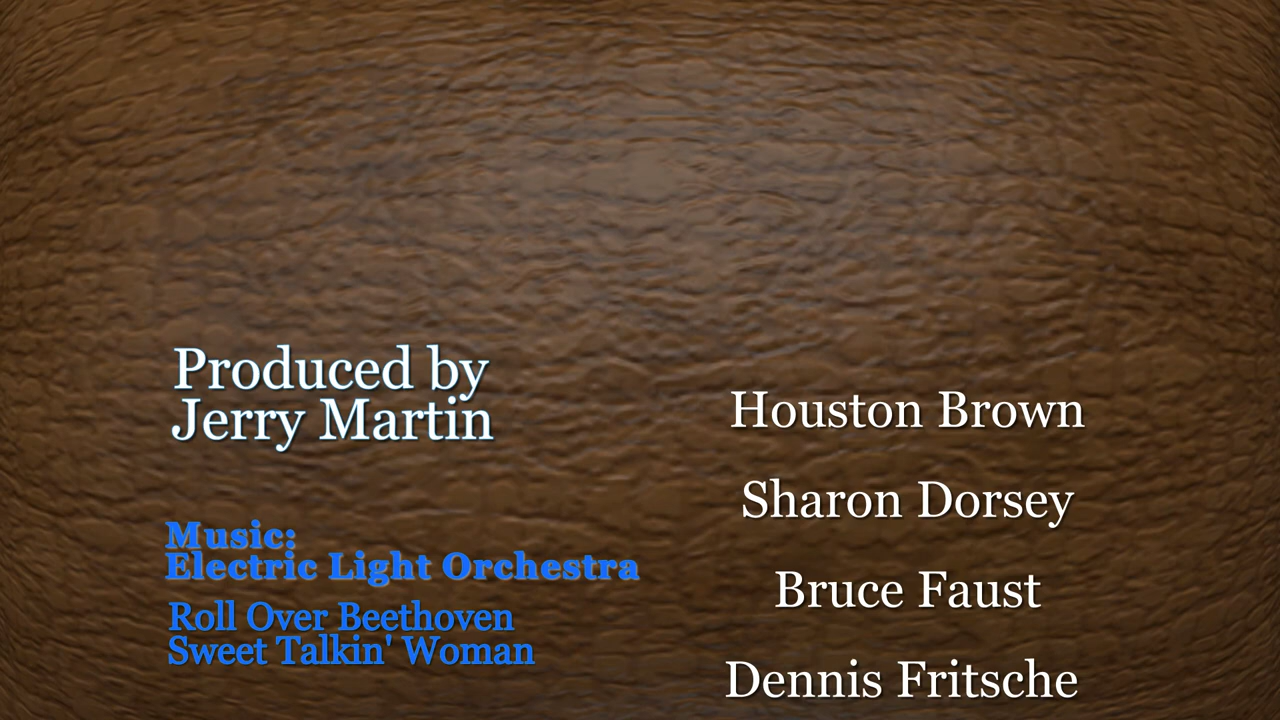 Produced by
Jerry Martin
Music:
Electric Light Orchestra
Roll Over Beethoven
Sweet Talkin' Woman
Houston Brown
Sharon Dorsey
Bruce Faust
Dennis Fritsche